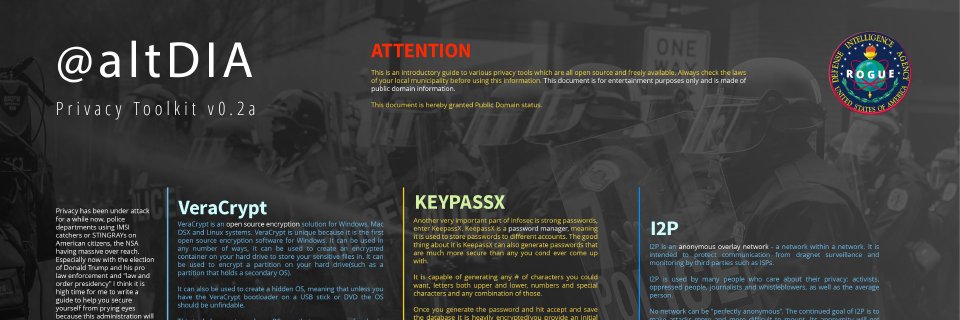 @altDIA
Privacy Toolkit v0.2a
ATTENTION
This is an introductory guide to various privacy tools which are all open source and freely available. Always check the laws
of your local municipality before using this information. This document is for entertainment purposes only and is made of
public domain information.
This document is hereby granted Public Domain status.
DEFENSE INTELLIGENCE AGENCY
ROGUE
UNITED STATES OF AMERICA
ONE
Privacy has been under attack
for a while now, police
departments using IMSI
catchers or STINGRAYs on
American citizens, the NSA
having massive over reach,
Especially now with the election
of Donald Trump and his pro
law enforcement and "law and
order presidency" I think it is
high time for me to write a
guide to help you secure
yourself from prying eyes
because this administration will
VeraCrypt
VeraCrypt is an open source encryption solution for Windows, Mac
OSX and Linux systems. VeraCrypt is unique because it is the first
open source encryption software for Windows. It can be used in
any number of ways, it can be used to create an encrypted
container on your hard drive to store your sensitive files in, it can
be used to encrypt a partition on your hard drive(such as a
partition that holds a secondary OS).
It can also be used to create a hidden OS, meaning that unless you
have the VeraCrypt bootloader on a USB stick or DVD the OS
should be unfindable.
KEYPASSX
Another very important part of infosec is strong passwords,
enter KeepassX. KeepassX is a password manager, meaning
it is used to store passwords to different accounts. The good
thing about it is KeepassX can also generate passwords that
are much more secure than any you cond ever come up
with.
It is capable of generating any # of characters you could
want, letters both upper and lower, numbers and special
characters and any combination of those.
Once you generate the password and hit accept and save
the database it is heavily encrypted(you provide an initial
I2P
I2P is an anonymous overlay network - a network within a network. It is
intended to protect communication from dragnet surveillance and
monitoring by third parties such as ISPs.
I2P is used by many people who care about their privacy: activists,
oppressed people, journalists and whistleblowers, as well as the average
person.
No network can be "perfectly anonymous". The continued goal of I2P is to
make attacks more and more difficult to mount. Its anonymity will get